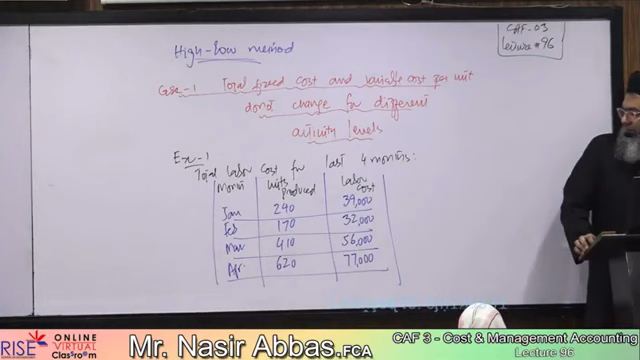 CAF-03
Lecture #96
High-low method
Case-1 Total fixed cost and variable cost per unit
donot change for different
activity levels
Ex-1
Total labor cost for last 4 months:
Month units produced Labor cost
Jan 240 39,000
Feb 170 32,000
Mar 410 56,000
Apr 620 77,000
RISE ONLINE VIRTUAL Classroom
Mr. Nasir Abbas.FCA
CAF 3 - Cost & Management Accounting
Lecture 96